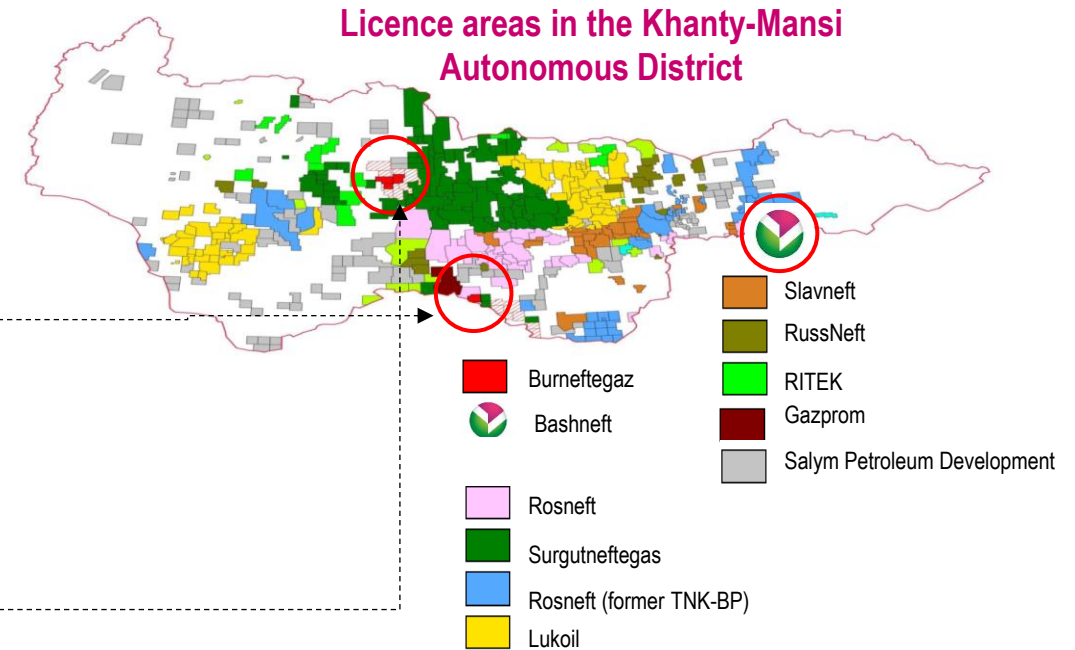 Licence areas in the Khanty-Mansi
Autonomous District
Burneftegaz
Bashneft
Rosneft
Surgutneftegas
Rosneft (former TNK-BP)
Lukoil
Slavneft
RussNeft
RITEK
Gazprom
Salym Petroleum Development